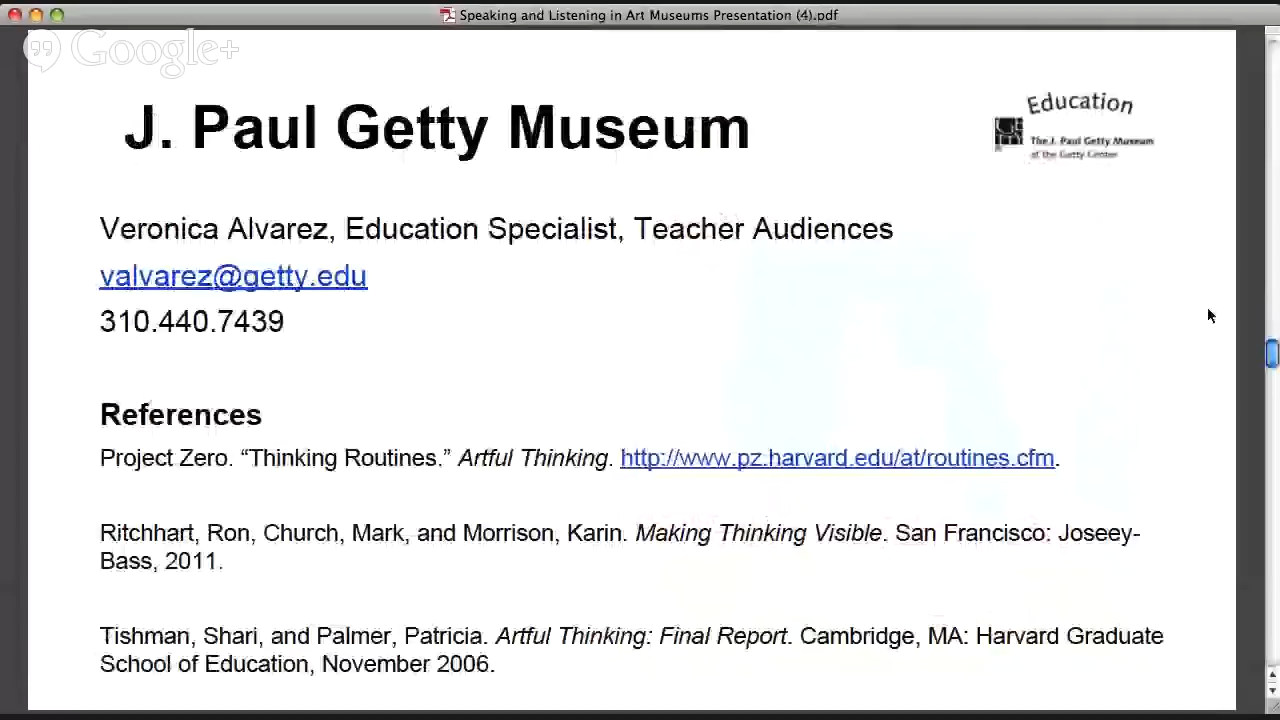 Speaking and Listening in Art Museums Presentation (4).pdf
Google+
J. Paul Getty Museum
Education
The J. Paul Getty Museum
at the Getty Center
Veronica Alvarez, Education Specialist, Teacher Audiences
valvarez@getty.edu
310.440.7439
References
Project Zero. “Thinking Routines.” Artful Thinking. http://www.pz.harvard.edu/at/routines.cfm.
Ritchhart, Ron, Church, Mark, and Morrison, Karin. Making Thinking Visible. San Francisco: Joseey-
Bass, 2011.
Tishman, Shari, and Palmer, Patricia. Artful Thinking: Final Report. Cambridge, MA: Harvard Graduate
School of Education, November 2006.